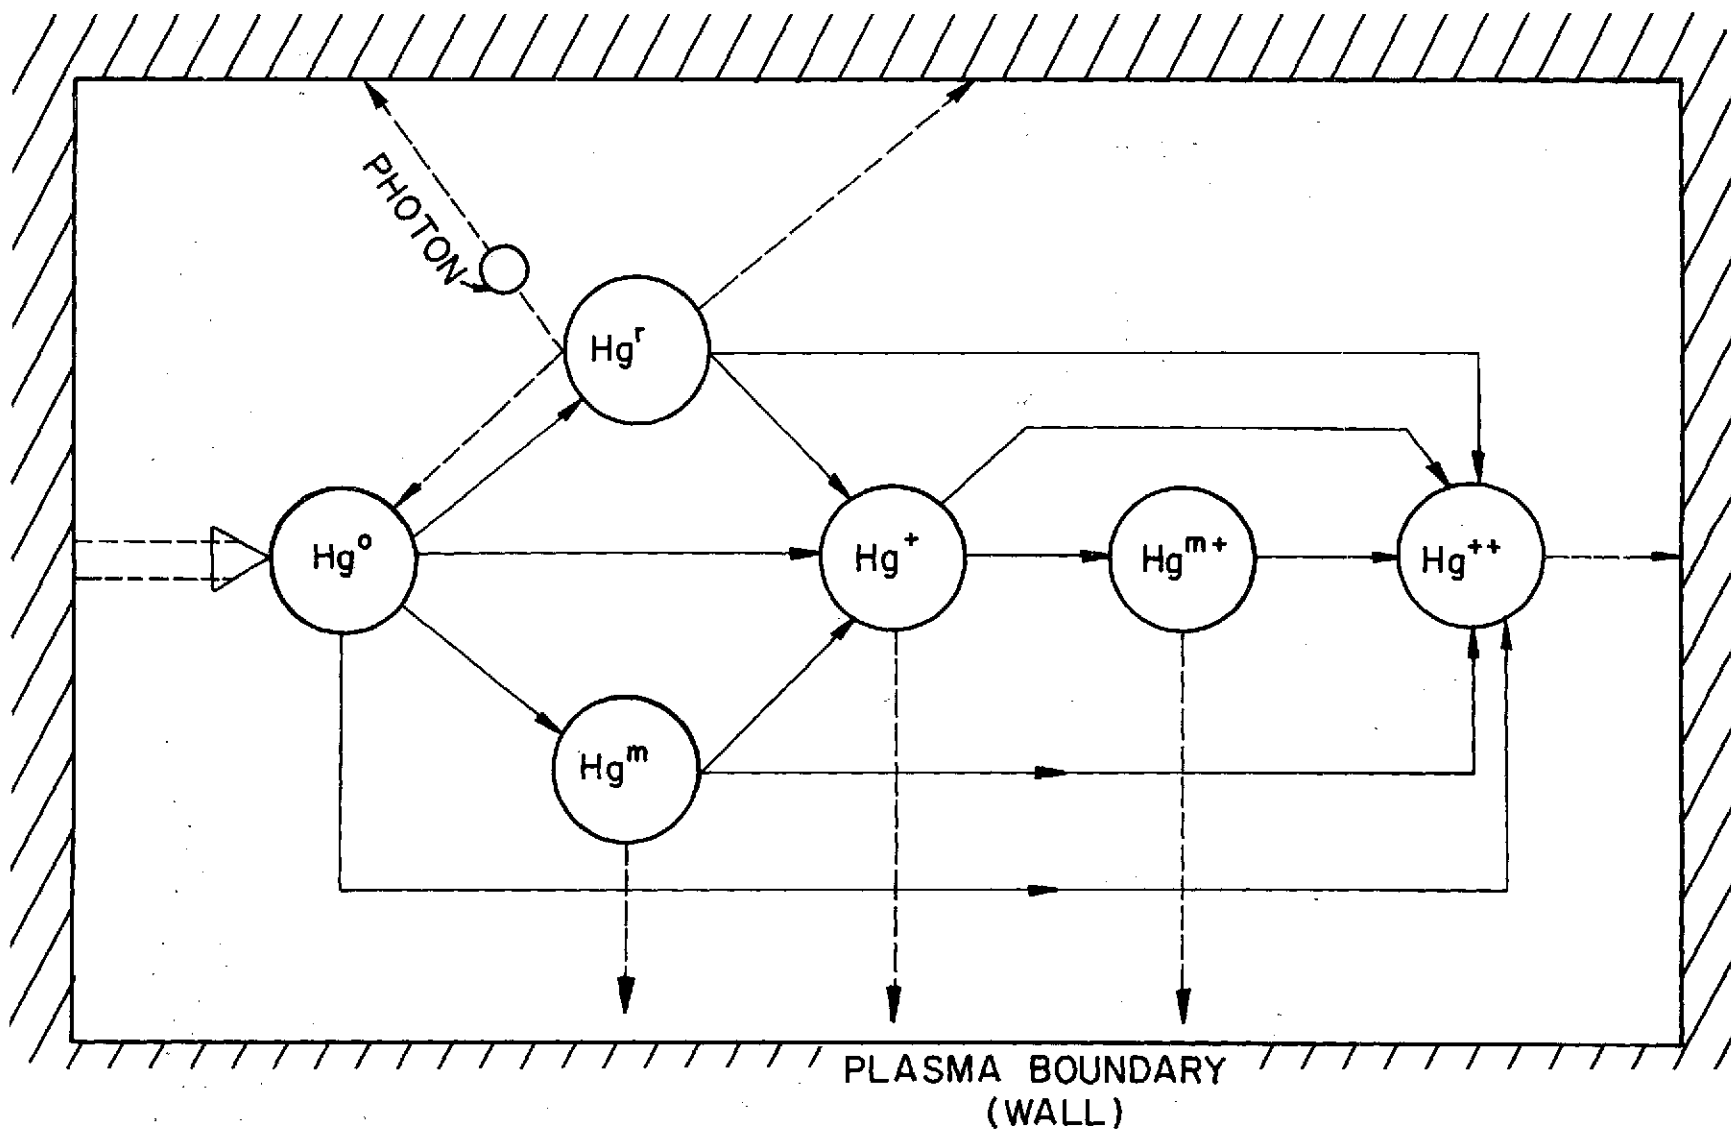 PHOTON
Hg^r
Hg^o
Hg^+
Hg^m+
Hg^++
Hg^m
PLASMA BOUNDARY
(WALL)